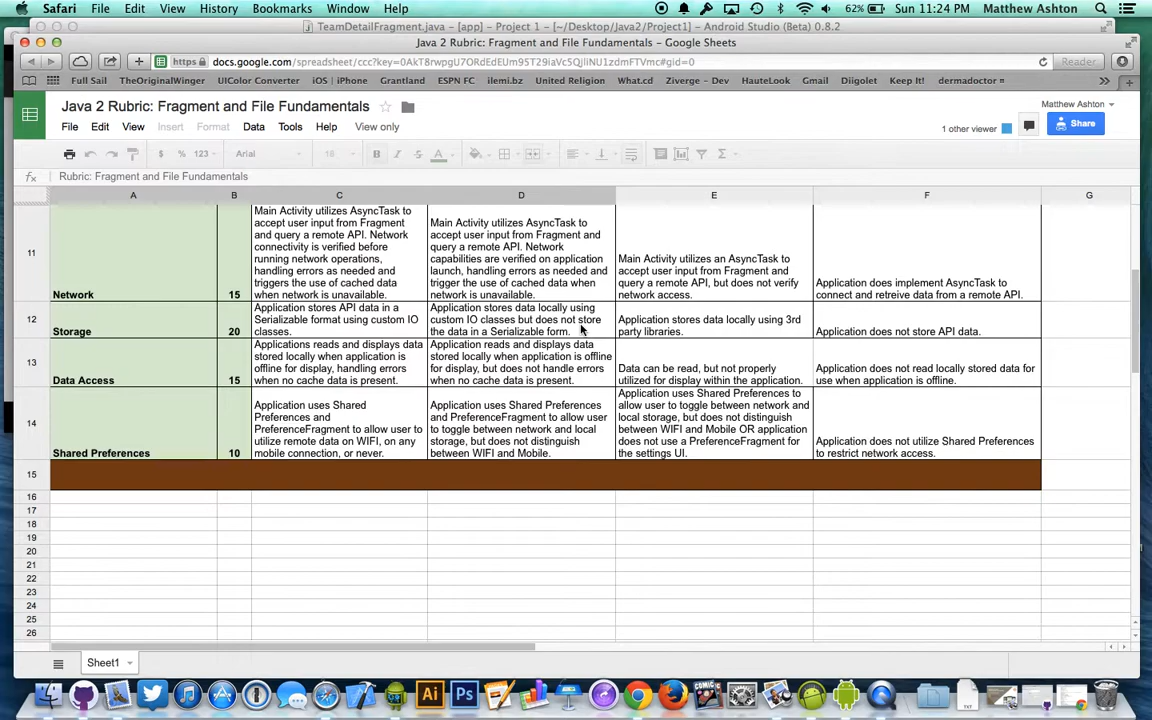 Safari File Edit View History Bookmarks Window Help 62% Sun 11:24 PM Matthew Ashton
TeamDetailFragment.java - [app] - Project 1 - [~/Desktop/Java2/Project1] - Android Studio (Beta) 0.8.2
Java 2 Rubric: Fragment and File Fundamentals - Google Sheets
https docs.google.com/spreadsheet/ccc?key= Reader
Full Sail TheOriginalWinger UIColor Converter iOS | iPhone Grantland ESPN FC ilemi.bz United Religion What.cd Ziverge - Dev HauteLook Gmail Diigolet Keep It! dermadoctor
Java 2 Rubric: Fragment and File Fundamentals
Matthew Ashton
File Edit View Insert Format Data Tools Help View only
1 other viewer
Share
$ % 123 Arial 18 B
fx Rubric: Fragment and File Fundamentals
A B C D E F G
11
Network
15
Main Activity utilizes AsyncTask to
accept user input from Fragment
and query a remote API. Network
connectivity is verified before
running network operations,
handling errors as needed and
triggers the use of cached data
when network is unavailable.
Main Activity utilizes AsyncTask to
accept user input from Fragment
and query a remote API. Network
capabilities are verified on application
launch, handling errors as needed and
triggers the use of cached data when
network is unavailable.
Main Activity utilizes an AsyncTask to
accept user input from Fragment and
query a remote API, but does not verify
network access.
Application does implement AsyncTask to
connect and retreive data from a remote API.
12
Storage
20
Application stores API data in a
Serializable format using custom IO
classes.
Application stores data locally using
custom IO classes but does not store
the data in a Serializable form.
Application stores data locally using 3rd
party libraries.
Application does not store API data.
13
Data Access
15
Applications reads and displays data
stored locally when application is
offline for display, handling errors
when no cache data is present.
Application reads and displays data
stored locally when application is offline
for display, but does not handle errors
when no cache data is present.
Data can be read, but not properly
utilized for display within the application.
Application does not read locally stored data for
use when application is offline.
14
Shared Preferences
10
Application uses Shared
Preferences and
PreferenceFragment to allow user to
utilize remote data on WIFI, on any
mobile connection, or never.
Application uses Shared Preferences
and PreferenceFragment to allow user
to toggle between network and local
storage, but does not distinguish
between WIFI and Mobile.
Application uses Shared Preferences to
allow user to toggle between network and
local storage, but does not distinguish
between WIFI and Mobile OR application
does not use a PreferenceFragment for
the settings UI.
Application does not utilize Shared Preferences
to restrict network access.
15
16
17
18
19
20
21
22
23
24
25
26
Sheet1